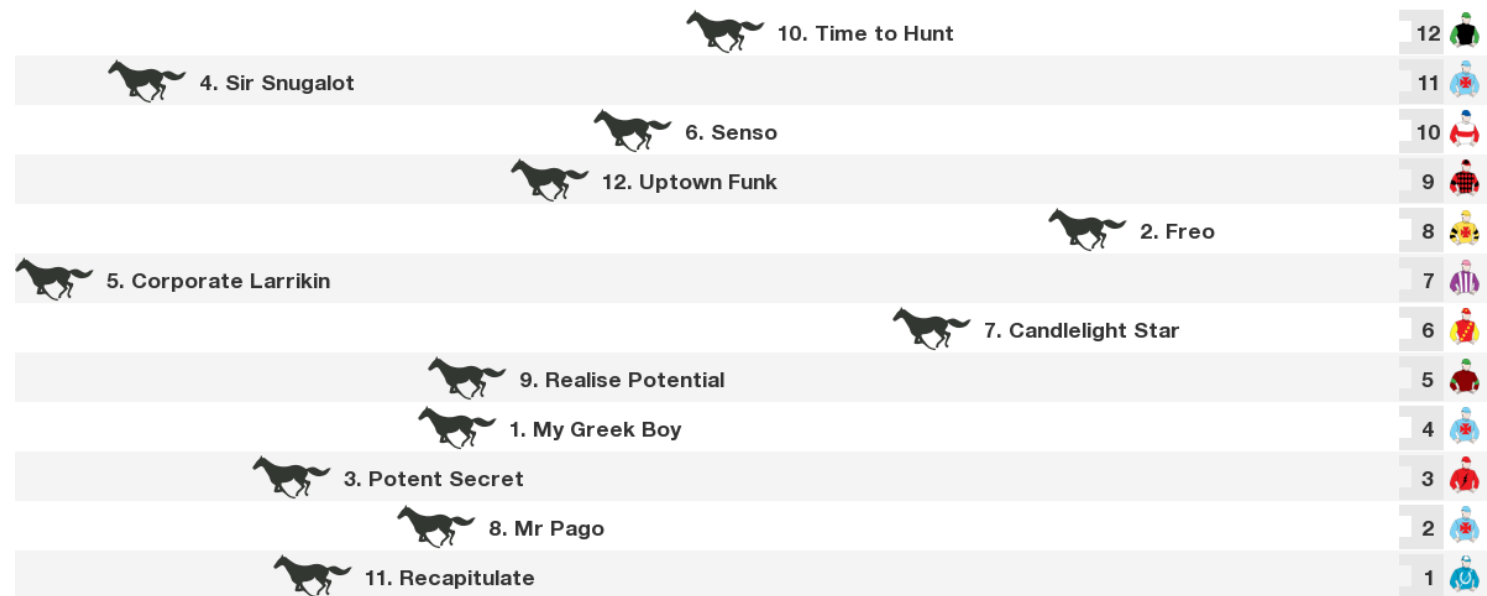 10. Time to Hunt 12
4. Sir Snugalot 11
6. Senso 10
12. Uptown Funk 9
2. Freo 8
5. Corporate Larrikin 7
7. Candlelight Star 6
9. Realise Potential 5
1. My Greek Boy 4
3. Potent Secret 3
8. Mr Pago 2
11. Recapitulate 1